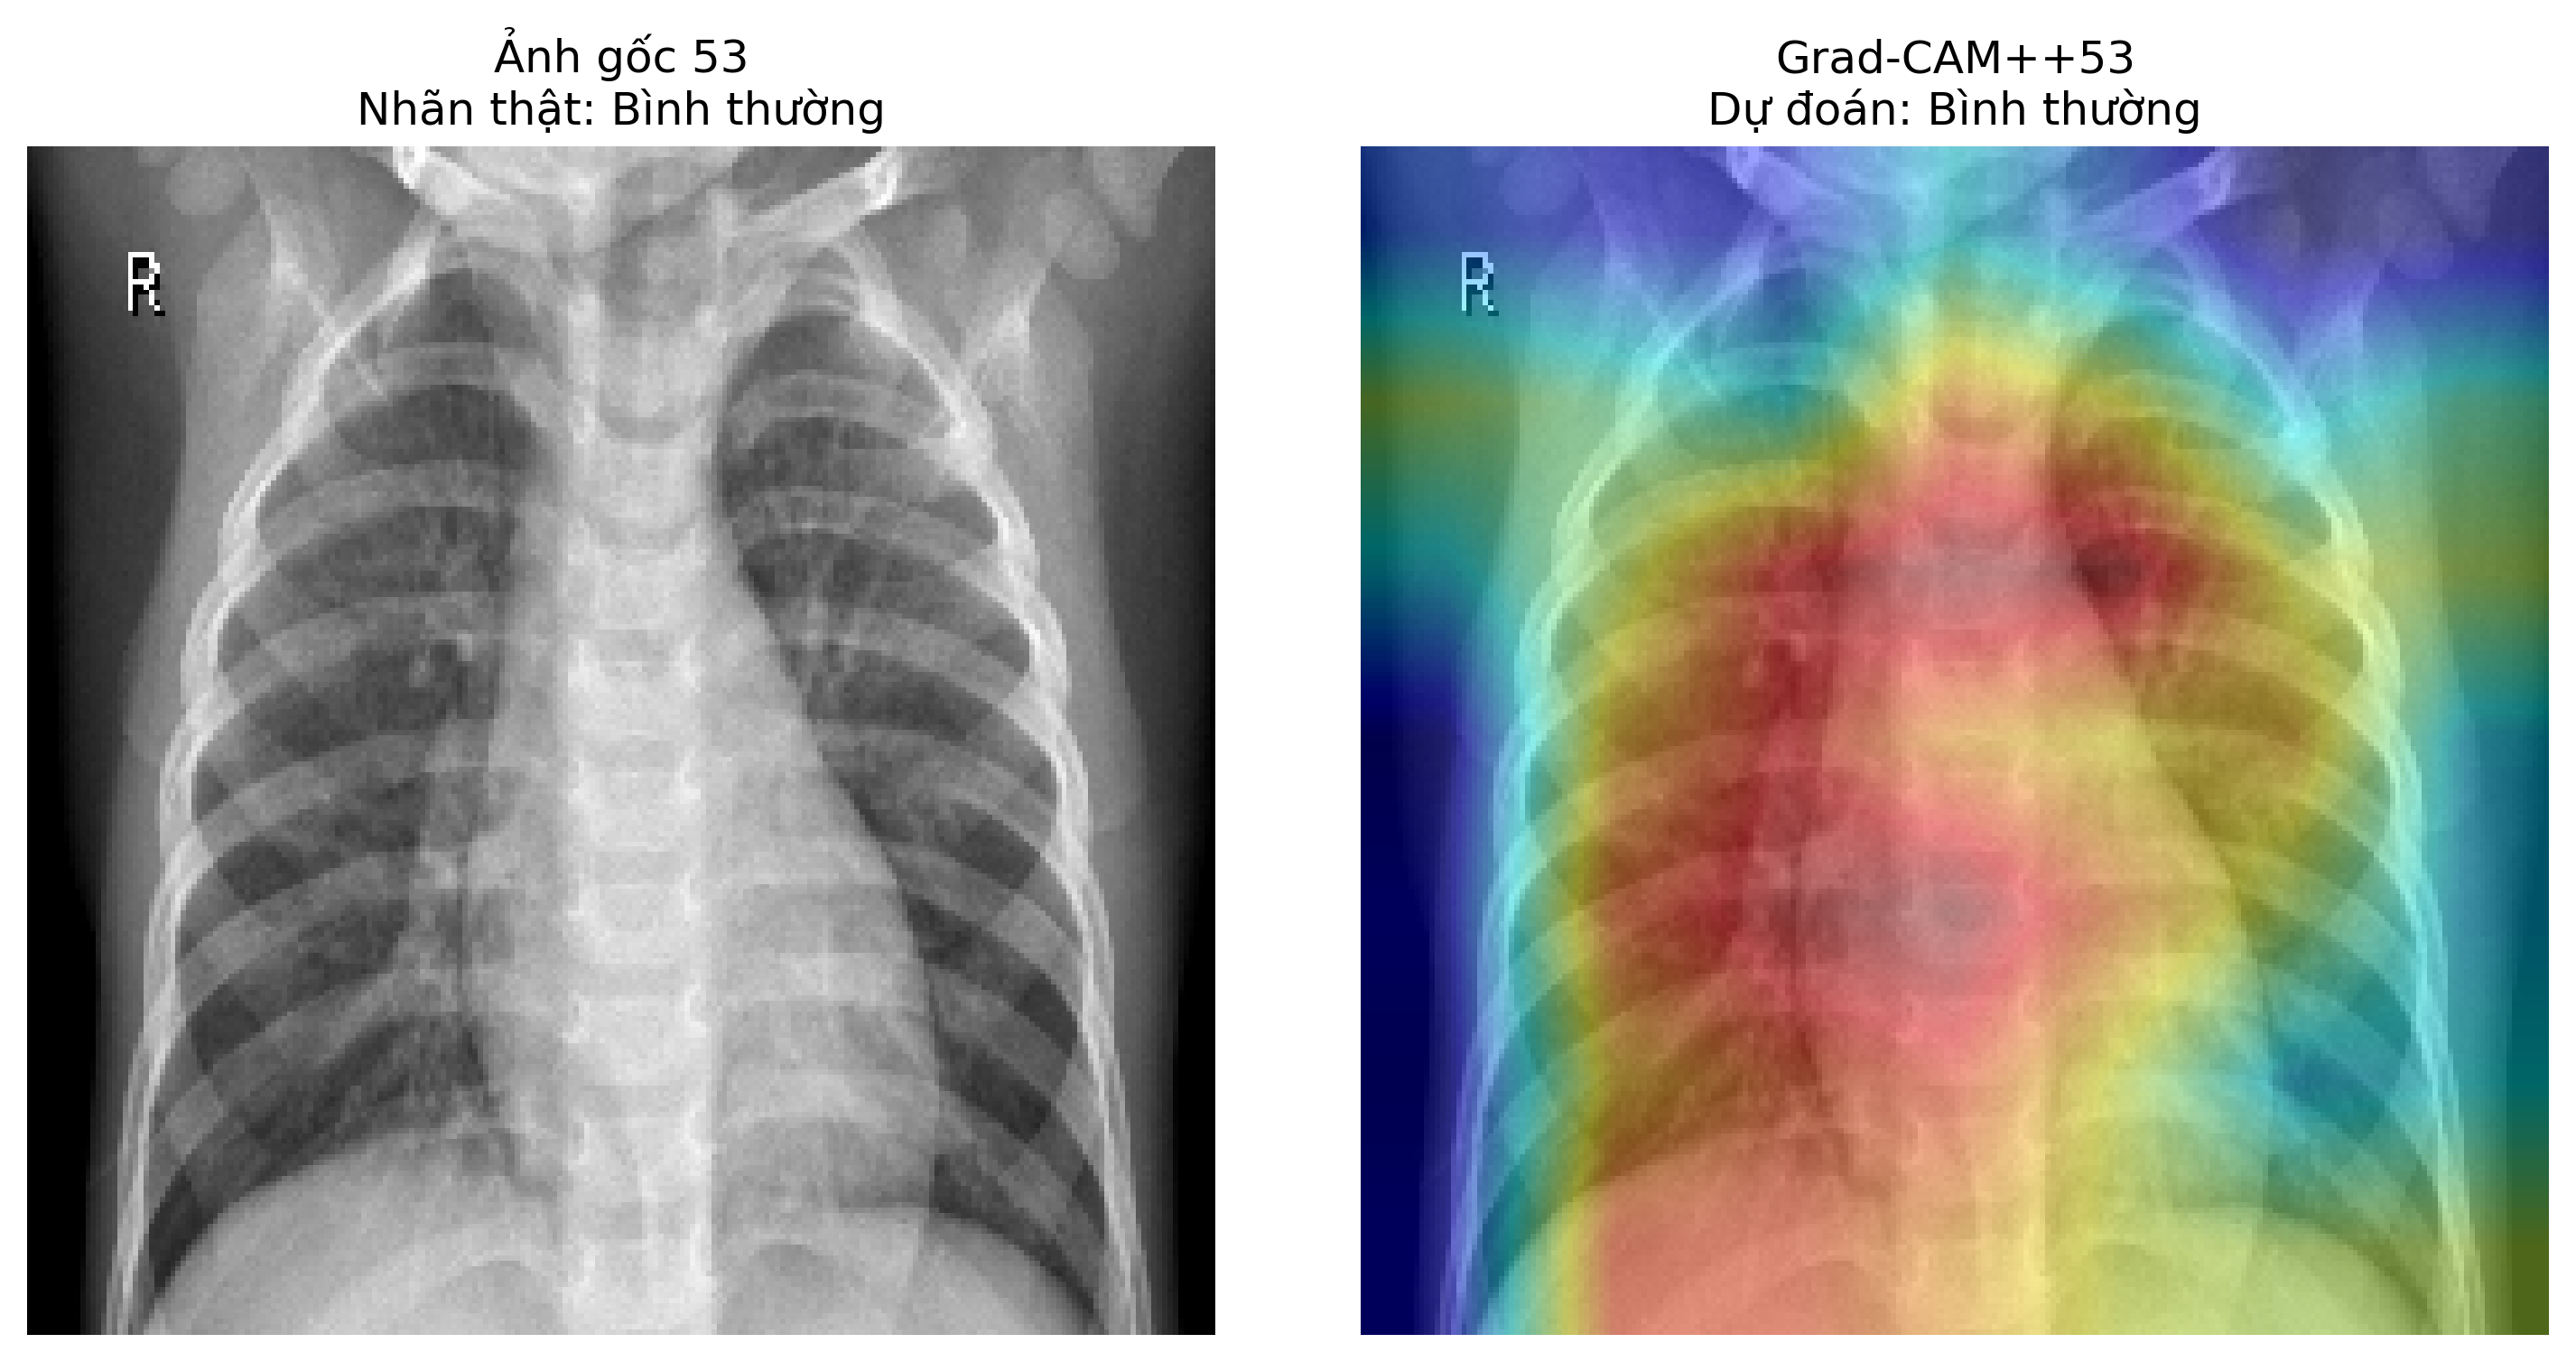 Ảnh gốc 53
Nhãn thật: Bình thường
Grad-CAM++53
Dự đoán: Bình thường
R
R